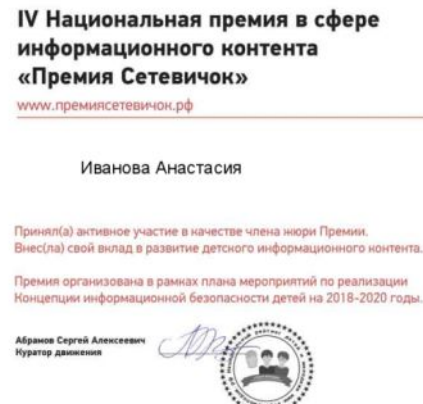 IV Национальная премия в сфере
информационного контента
«Премия Сетевичок»
www.премиясетевичок.рф
Иванова Анастасия
Принял(а) активное участие в качестве члена жюри Премии.
Внес(ла) свой вклад в развитие детского информационного контента.
Премия организована в рамках плана мероприятий по реализации
Концепции информационной безопасности детей на 2018-2020 годы.
Абрамов Сергей Алексеевич
Куратор движения